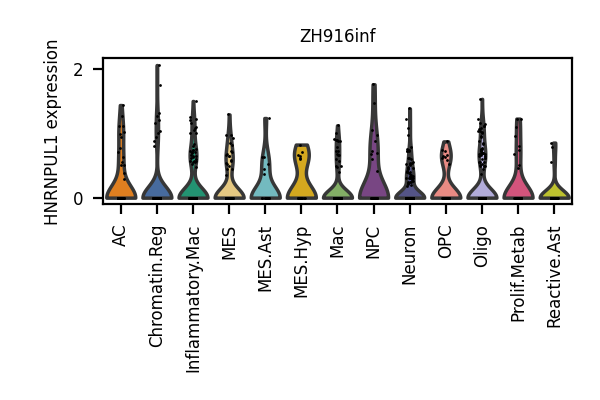 ZH916inf
HNRNPUL1 expression
2
0
AC
Chromatin.Reg
Inflammatory.Mac
MES
MES.Ast
MES.Hyp
Mac
NPC
Neuron
OPC
Oligo
Prolif.Metab
Reactive.Ast